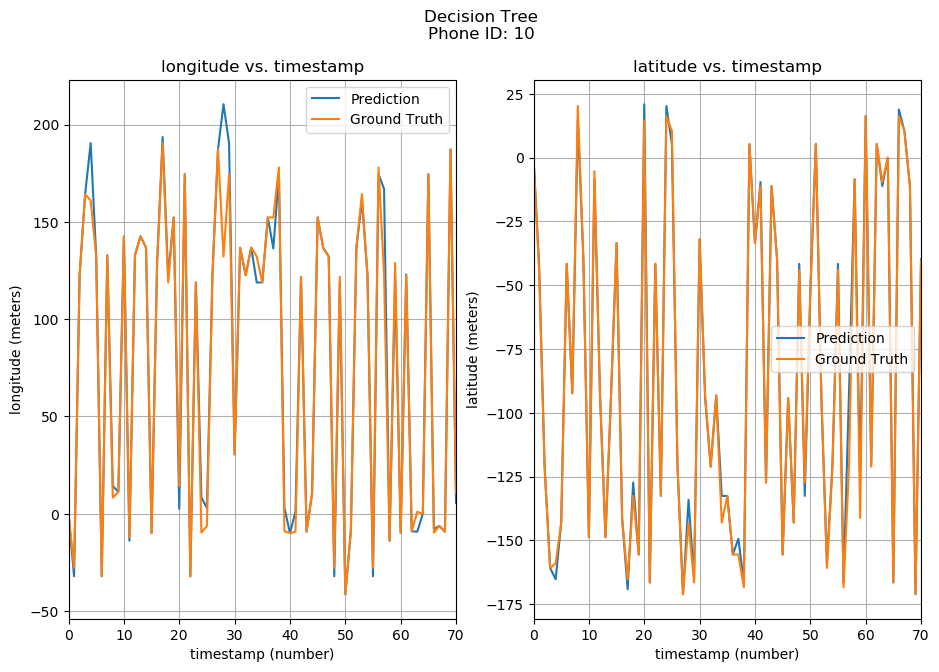 Decision Tree
Phone ID: 10
longitude vs. timestamp
Prediction
Ground Truth
longitude (meters)
200
150
100
50
0
−50
0 10 20 30 40 50 60 70
timestamp (number)
latitude vs. timestamp
Prediction
Ground Truth
latitude (meters)
25
0
−25
−50
−75
−100
−125
−150
−175
0 10 20 30 40 50 60 70
timestamp (number)